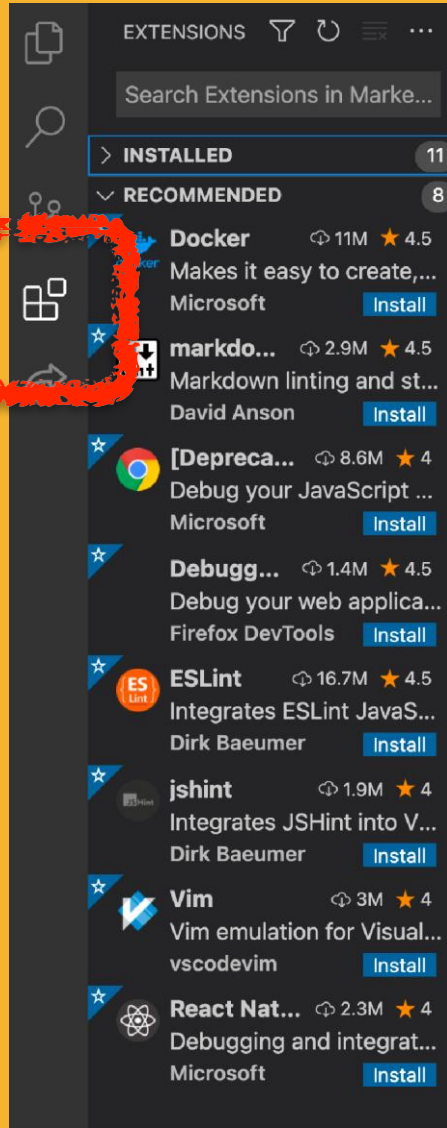 EXTENSIONS
Search Extensions in Marke...
INSTALLED 11
RECOMMENDED 8
Docker 11M 4.5
Makes it easy to create,...
Microsoft Install
markdo... 2.9M 4.5
Markdown linting and st...
David Anson Install
[Depreca... 8.6M 4
Debug your JavaScript ...
Microsoft Install
Debugg... 1.4M 4.5
Debug your web applica...
Firefox DevTools Install
ES
Lint
ESLint 16.7M 4.5
Integrates ESLint JavaS...
Dirk Baeumer Install
JSHint
jshint 1.9M 4
Integrates JSHint into V...
Dirk Baeumer Install
Vim 3M 4
Vim emulation for Visual...
vscodevim Install
React Nat... 2.3M 4
Debugging and integrat...
Microsoft Install